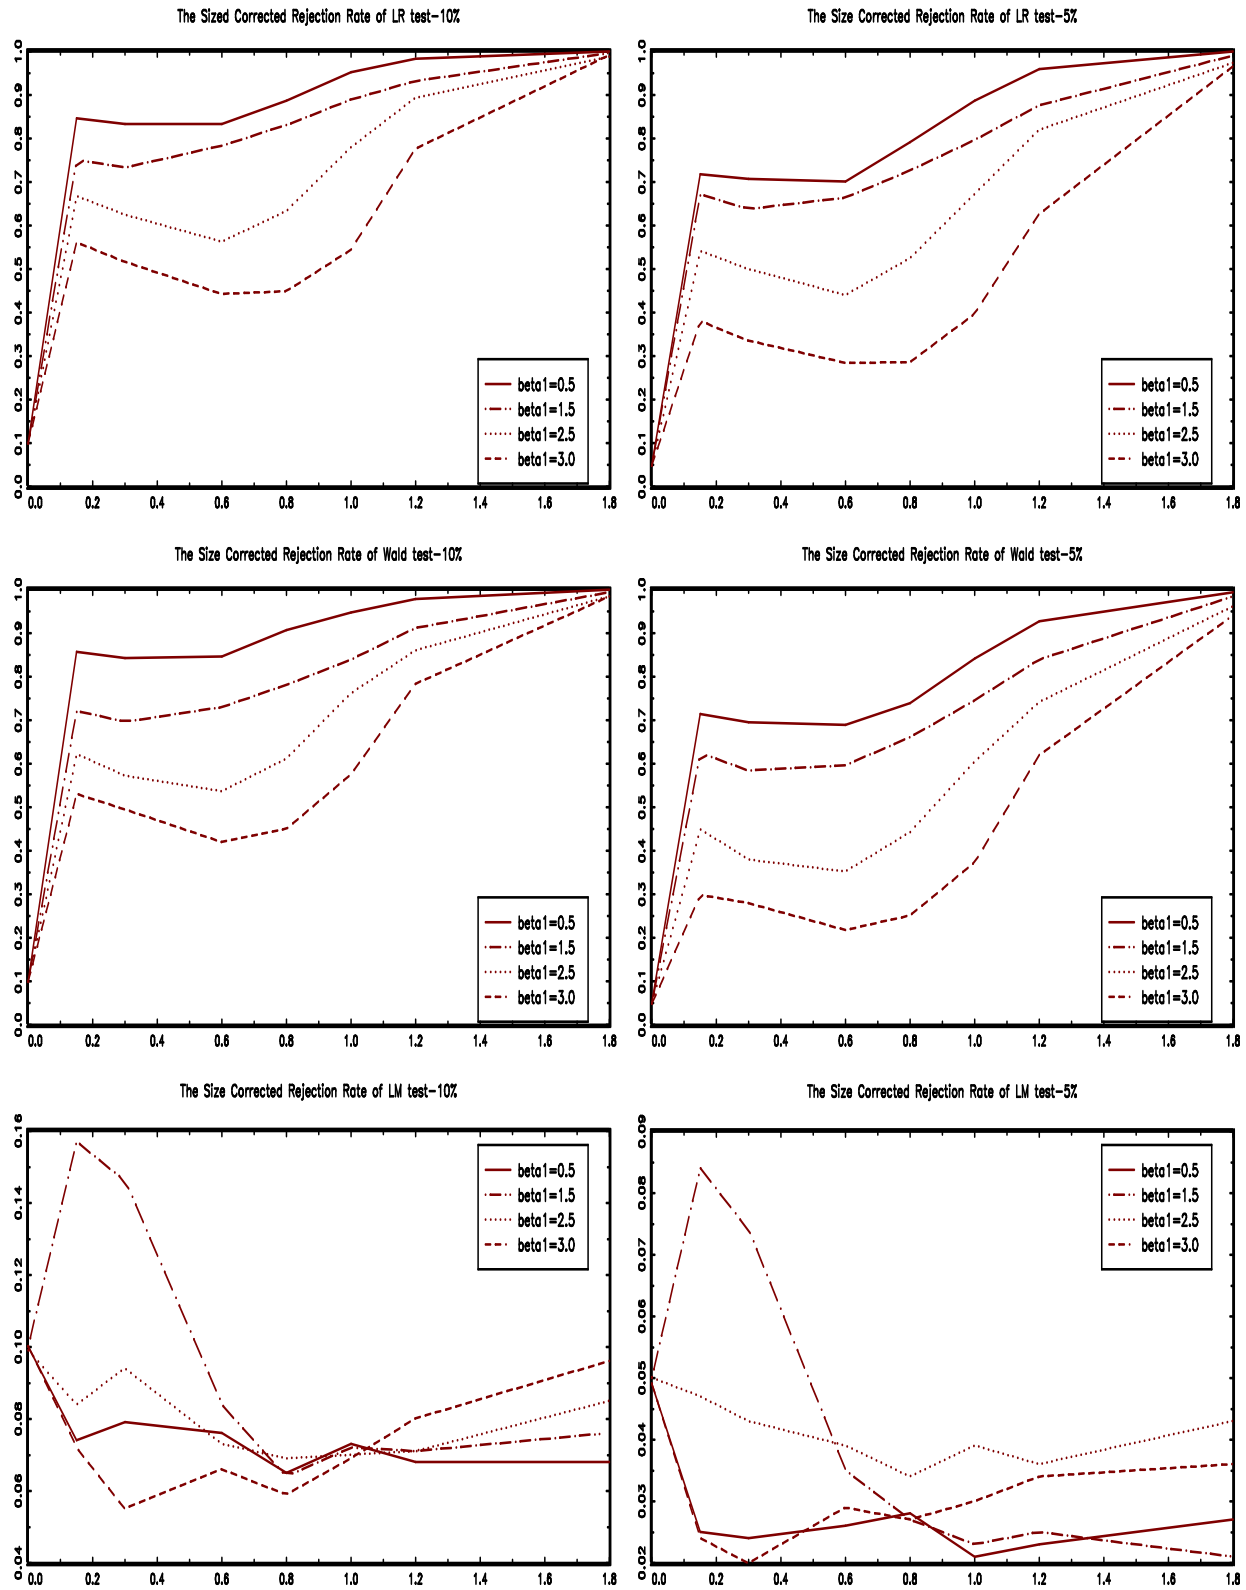 The Sized Corrected Rejection Rate of LR test-10%
1.0
0.9
0.8
0.7
0.6
0.5
0.4
0.3
0.2
0.1
0.0
beta1=0.5
beta1=1.5
beta1=2.5
beta1=3.0
0.0 0.2 0.4 0.6 0.8 1.0 1.2 1.4 1.6 1.8
The Size Corrected Rejection Rate of LR test-5%
1.0
0.9
0.8
0.7
0.6
0.5
0.4
0.3
0.2
0.1
0.0
beta1=0.5
beta1=1.5
beta1=2.5
beta1=3.0
0.0 0.2 0.4 0.6 0.8 1.0 1.2 1.4 1.6 1.8
The Size Corrected Rejection Rate of Wald test-10%
1.0
0.9
0.8
0.7
0.6
0.5
0.4
0.3
0.2
0.1
0.0
beta1=0.5
beta1=1.5
beta1=2.5
beta1=3.0
0.0 0.2 0.4 0.6 0.8 1.0 1.2 1.4 1.6 1.8
The Size Corrected Rejection Rate of Wald test-5%
1.0
0.9
0.8
0.7
0.6
0.5
0.4
0.3
0.2
0.1
0.0
beta1=0.5
beta1=1.5
beta1=2.5
beta1=3.0
0.0 0.2 0.4 0.6 0.8 1.0 1.2 1.4 1.6 1.8
The Size Corrected Rejection Rate of LM test-10%
0.16
0.14
0.12
0.10
0.08
0.06
0.04
beta1=0.5
beta1=1.5
beta1=2.5
beta1=3.0
0.0 0.2 0.4 0.6 0.8 1.0 1.2 1.4 1.6 1.8
The Size Corrected Rejection Rate of LM test-5%
0.09
0.08
0.07
0.06
0.05
0.04
0.03
0.02
beta1=0.5
beta1=1.5
beta1=2.5
beta1=3.0
0.0 0.2 0.4 0.6 0.8 1.0 1.2 1.4 1.6 1.8